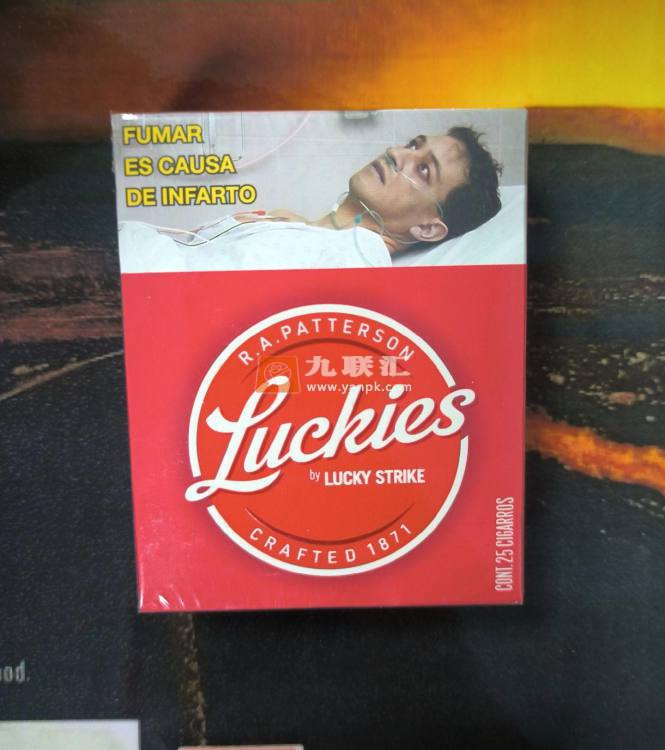 FUMAR
ES CAUSA
DE INFARTO
R.A.PATTERSON
九联汇
www.yanpk.com
Luckies
by LUCKY STRIKE
CRAFTED 1871
CONT. 25 CIGARROS